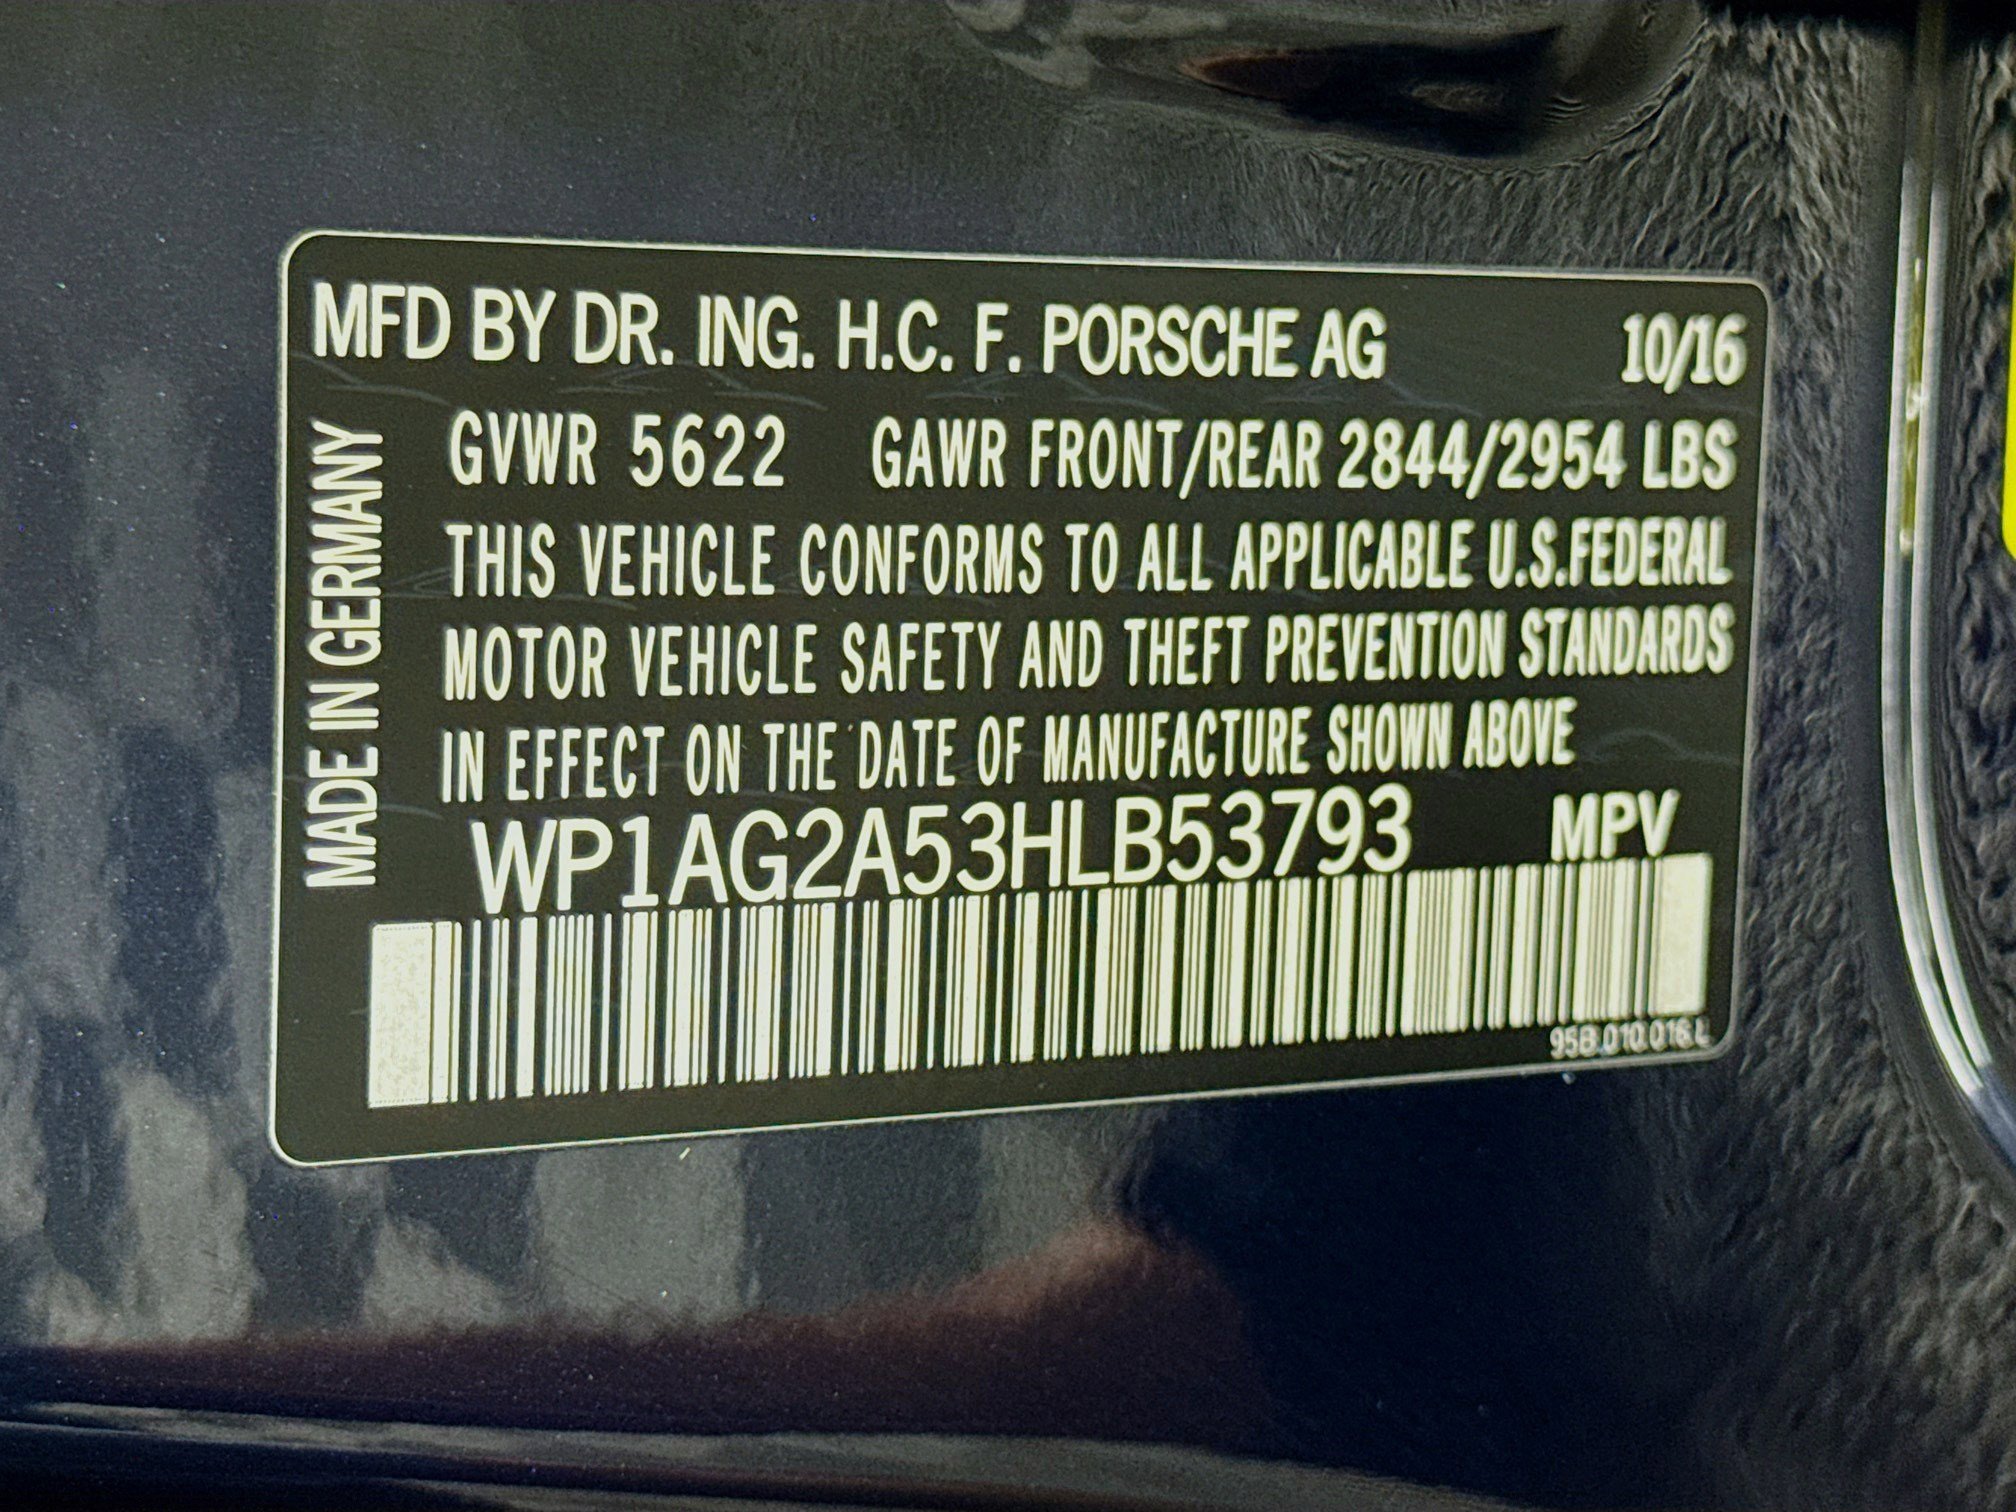 MFD BY DR. ING. H.C. F. PORSCHE AG 10/16
MADE IN GERMANY
GVWR 5622 GAWR FRONT/REAR 2844/2954 LBS
THIS VEHICLE CONFORMS TO ALL APPLICABLE U.S.FEDERAL
MOTOR VEHICLE SAFETY AND THEFT PREVENTION STANDARDS
IN EFFECT ON THE DATE OF MANUFACTURE SHOWN ABOVE
WP1AG2A53HLB53793 MPV
95B.010.016.L